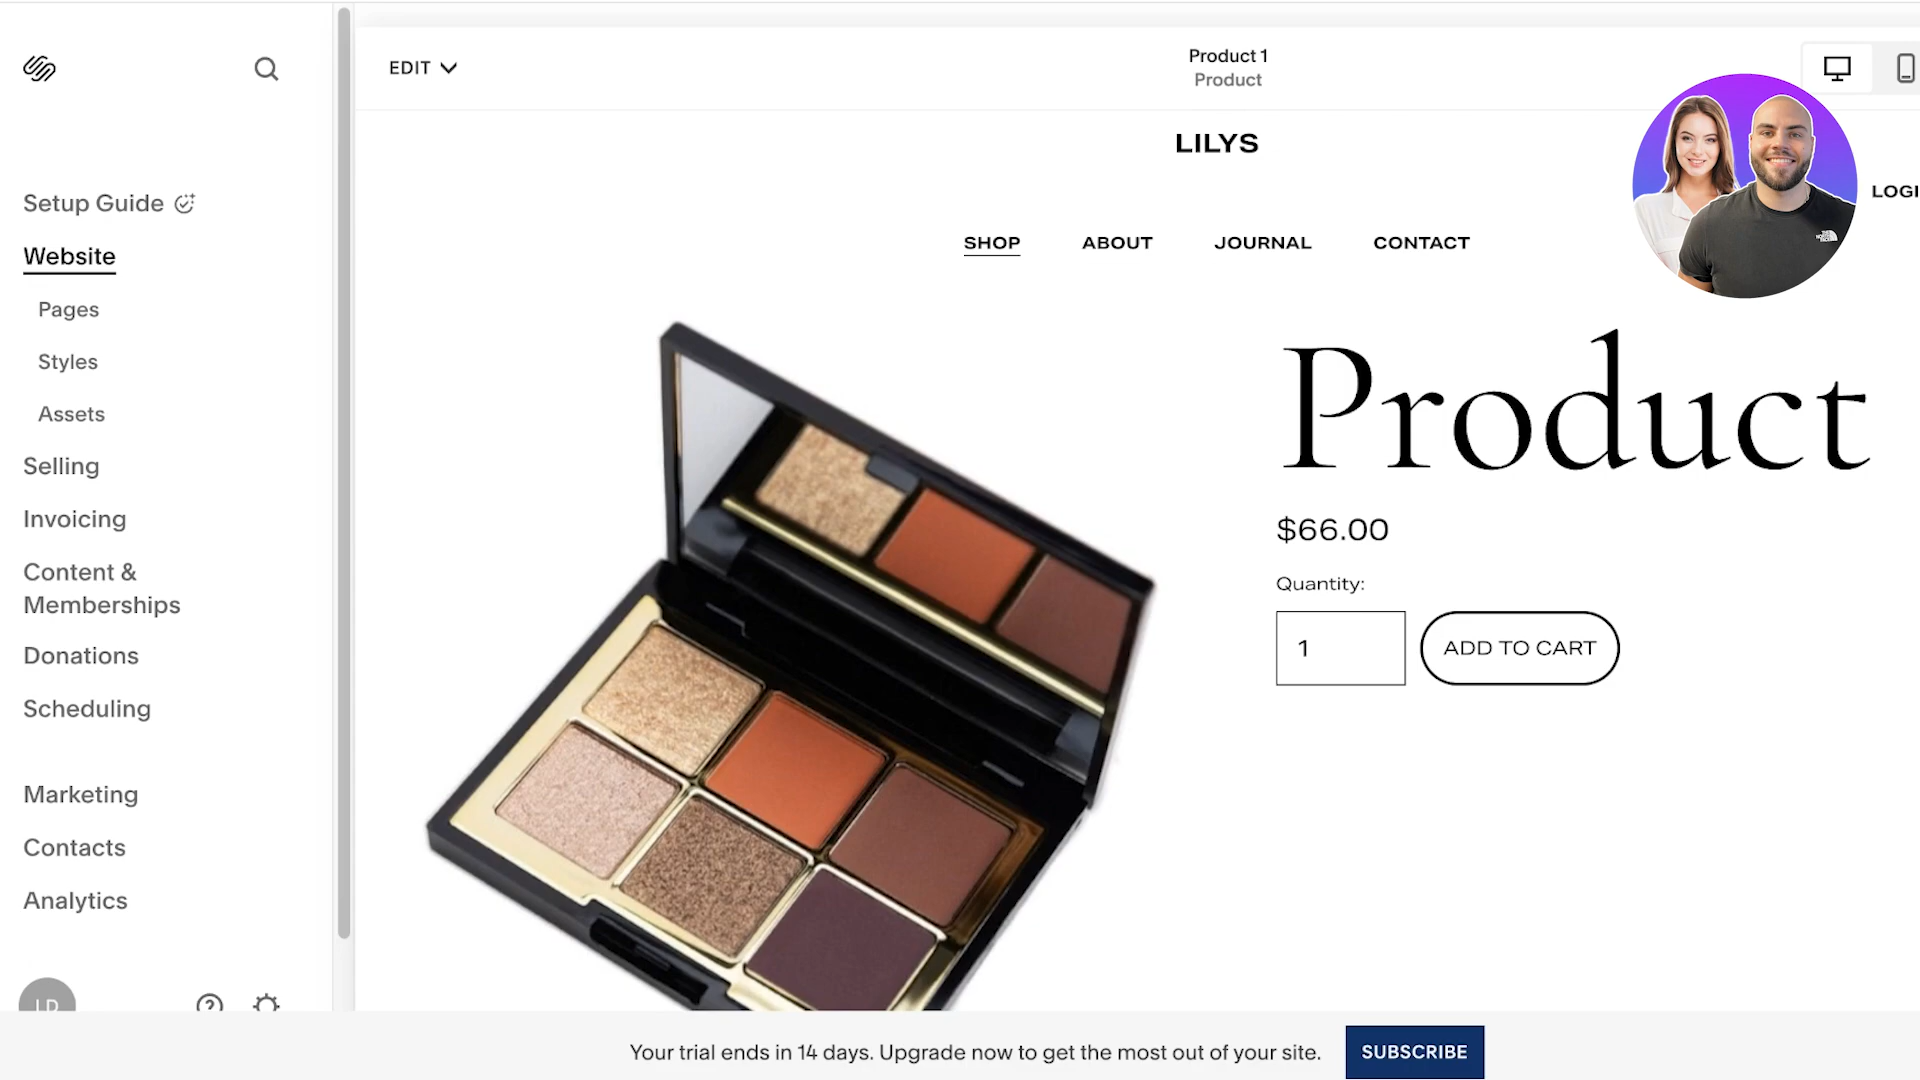 EDIT
Product 1
Product
LILYS
LOGI
SHOP
ABOUT
JOURNAL
CONTACT
Setup Guide
Website
Pages
Styles
Assets
Selling
Invoicing
Content &
Memberships
Donations
Scheduling
Marketing
Contacts
Analytics
Product
$66.00
Quantity:
1
ADD TO CART
Your trial ends in 14 days. Upgrade now to get the most out of your site.
SUBSCRIBE